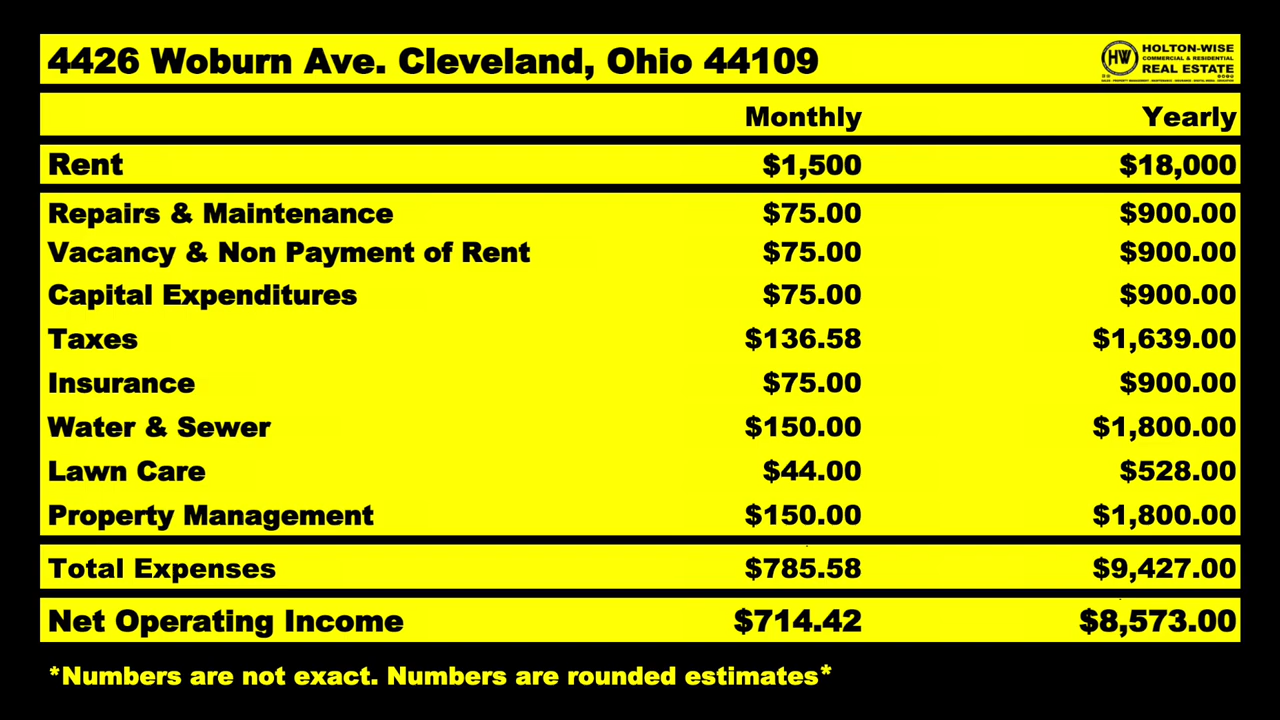 4426 Woburn Ave. Cleveland, Ohio 44109
HW
HOLTON-WISE
COMMERCIAL & RESIDENTIAL
REAL ESTATE
Monthly Yearly
Rent $1,500 $18,000
Repairs & Maintenance $75.00 $900.00
Vacancy & Non Payment of Rent $75.00 $900.00
Capital Expenditures $75.00 $900.00
Taxes $136.58 $1,639.00
Insurance $75.00 $900.00
Water & Sewer $150.00 $1,800.00
Lawn Care $44.00 $528.00
Property Management $150.00 $1,800.00
Total Expenses $785.58 $9,427.00
Net Operating Income $714.42 $8,573.00
*Numbers are not exact. Numbers are rounded estimates*